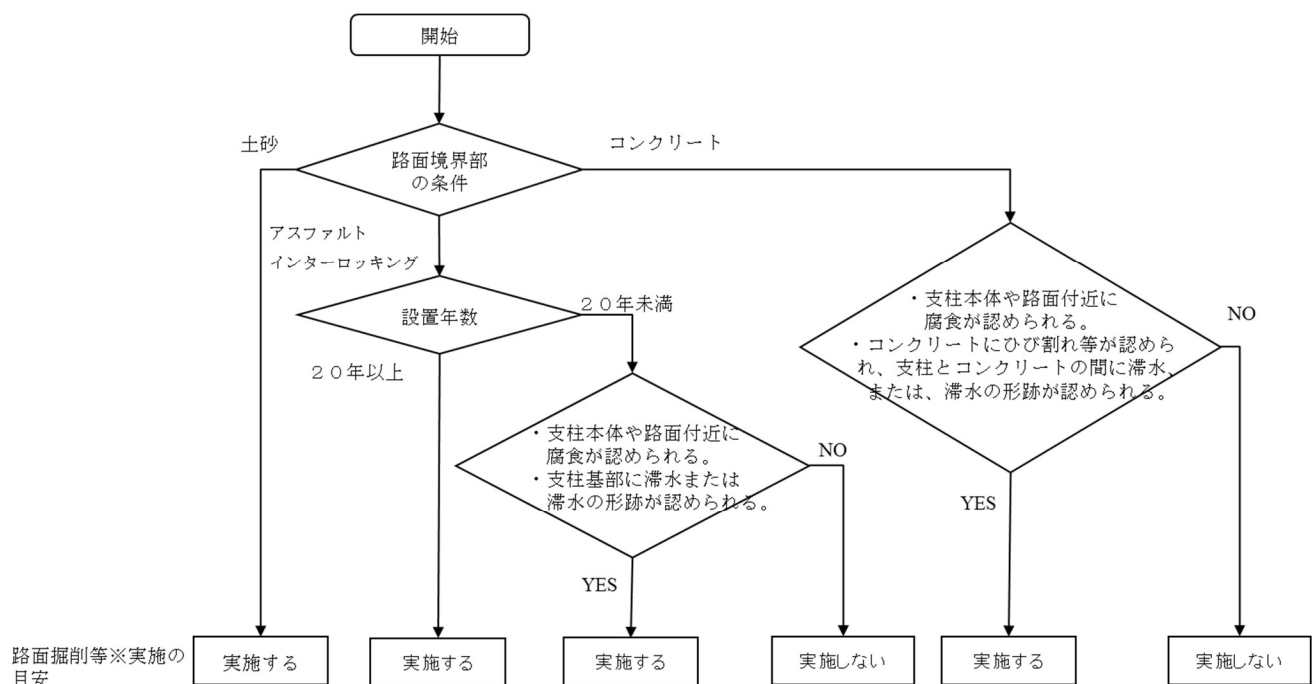 開始
土砂
コンクリート
路面境界部
の条件
アスファルト
インターロッキング
設置年数
20年未満
20年以上
・支柱本体や路面付近に
腐食が認められる。
・コンクリートにひび割れ等が認めら
れ、支柱とコンクリートの間に滞水、
または、滞水の形跡が認められる。
NO
・支柱本体や路面付近に
腐食が認められる。
・支柱基部に滞水または
滞水の形跡が認められる。
NO
YES
YES
路面掘削等※実施の
目安
実施する
実施する
実施する
実施しない
実施する
実施しない